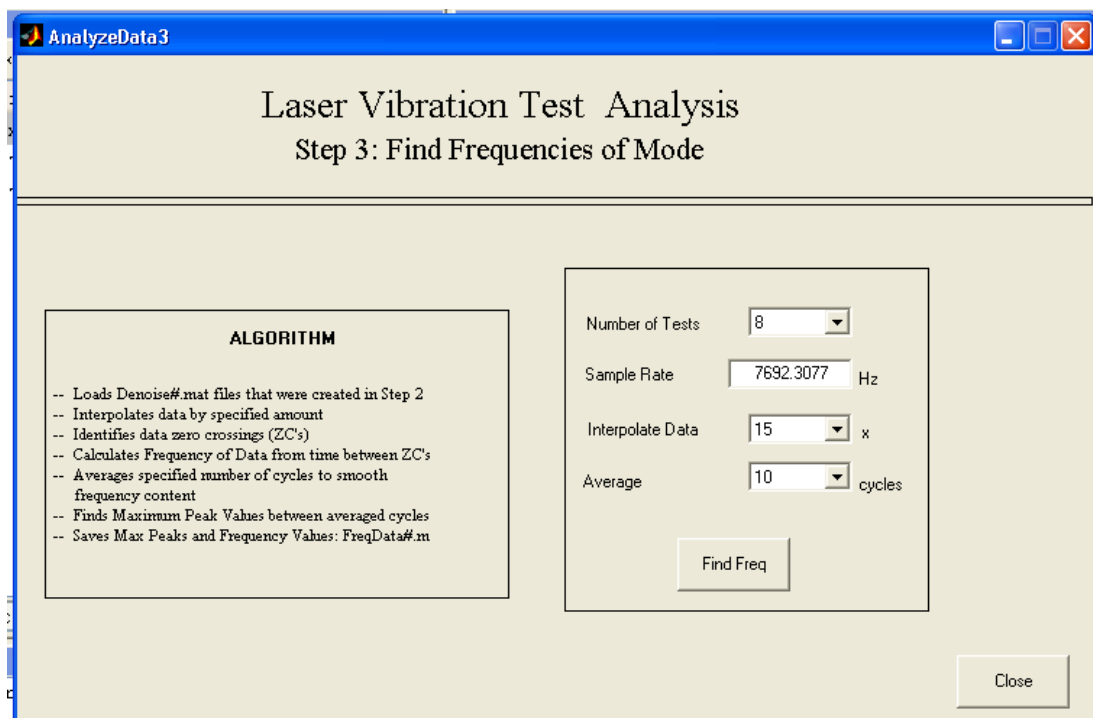 AnalyzeData3
Laser Vibration Test Analysis
Step 3: Find Frequencies of Mode
ALGORITHM
-- Loads Denoise#.mat files that were created in Step 2
-- Interpolates data by specified amount
-- Identifies data zero crossings (ZC's)
-- Calculates Frequency of Data from time between ZC's
-- Averages specified number of cycles to smooth
frequency content
-- Finds Maximum Peak Values between averaged cycles
-- Saves Max Peaks and Frequency Values: FreqData#.m
Number of Tests 8
Sample Rate 7692.3077 Hz
Interpolate Data 15 x
Average 10 cycles
Find Freq
Close